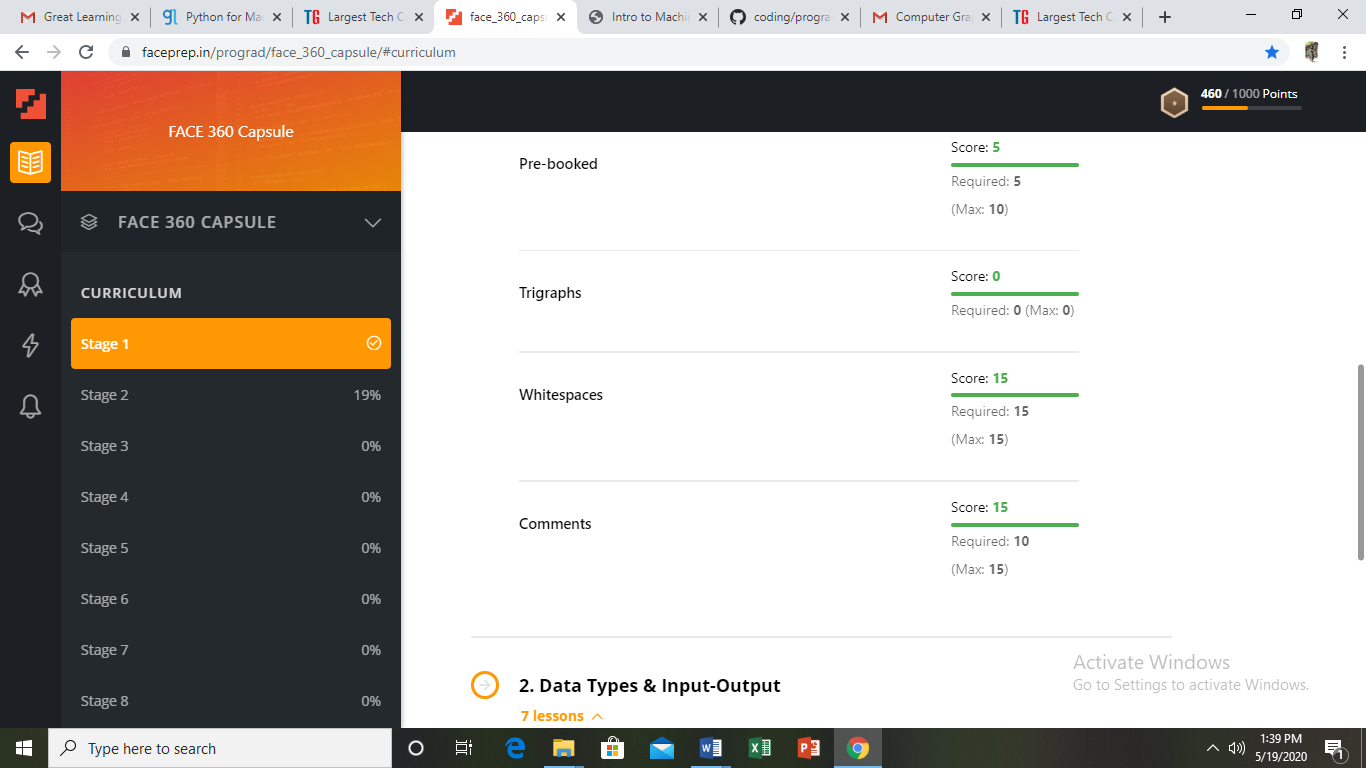 Great Learning
Python for Ma
Largest Tech C
face_360_caps
Intro to Machi
coding/progra
Computer Gra
Largest Tech C
faceprep.in/prograd/face_360_capsule/#curriculum
FACE 360 Capsule
460 / 1000 Points
FACE 360 CAPSULE
CURRICULUM
Stage 1
Stage 2 19%
Stage 3 0%
Stage 4 0%
Stage 5 0%
Stage 6 0%
Stage 7 0%
Stage 8 0%
Pre-booked
Score: 5
Required: 5
(Max: 10)
Trigraphs
Score: 0
Required: 0 (Max: 0)
Whitespaces
Score: 15
Required: 15
(Max: 15)
Comments
Score: 15
Required: 10
(Max: 15)
2. Data Types & Input-Output
7 lessons
Activate Windows
Go to Settings to activate Windows.
Type here to search
1:39 PM
5/19/2020
1